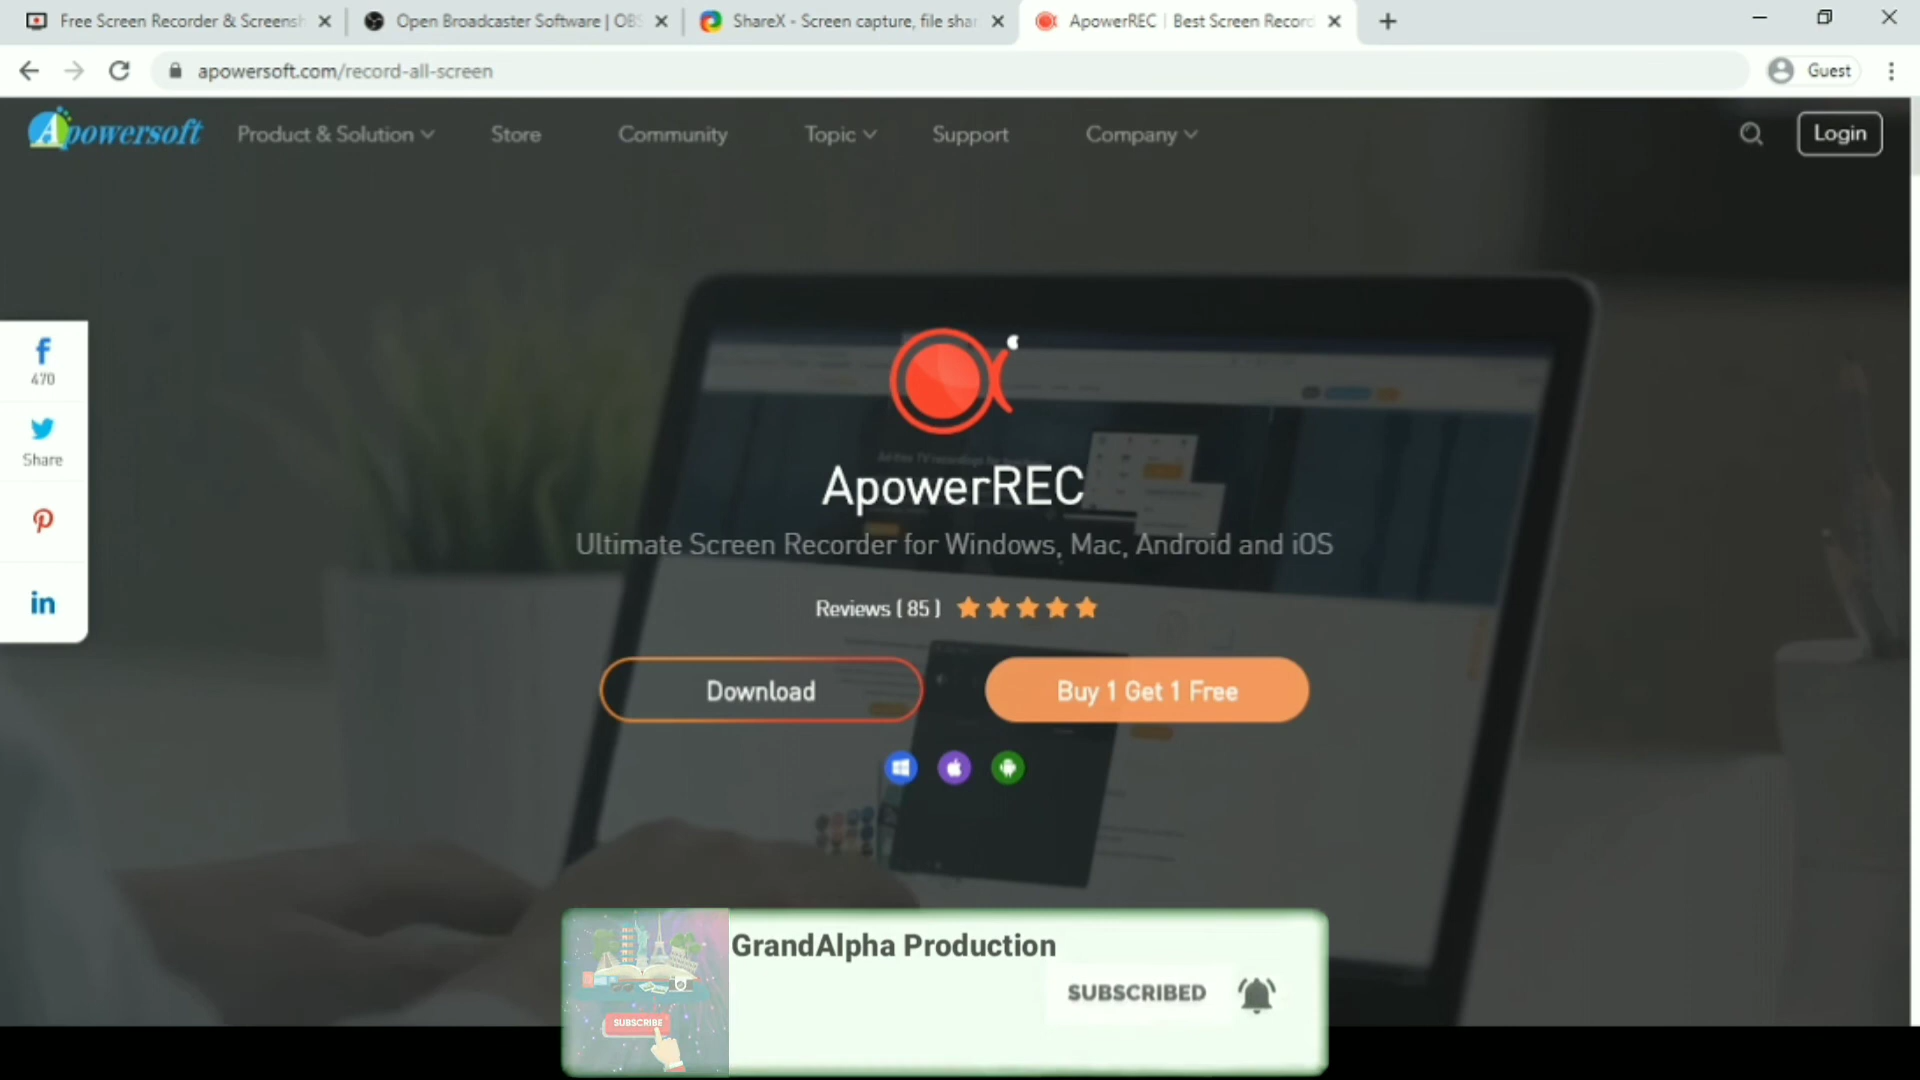 Free Screen Recorder & Screensh
Open Broadcaster Software | OBS
ShareX - Screen capture, file shar
ApowerREC | Best Screen Record
apowersoft.com/record-all-screen
Guest
Apowersoft
Product & Solution
Store
Community
Topic
Support
Company
Login
470
Share
ApowerREC
Ultimate Screen Recorder for Windows, Mac, Android and iOS
Reviews ( 85 )
Download
Buy 1 Get 1 Free
GrandAlpha Production
SUBSCRIBED
SUBSCRIBE